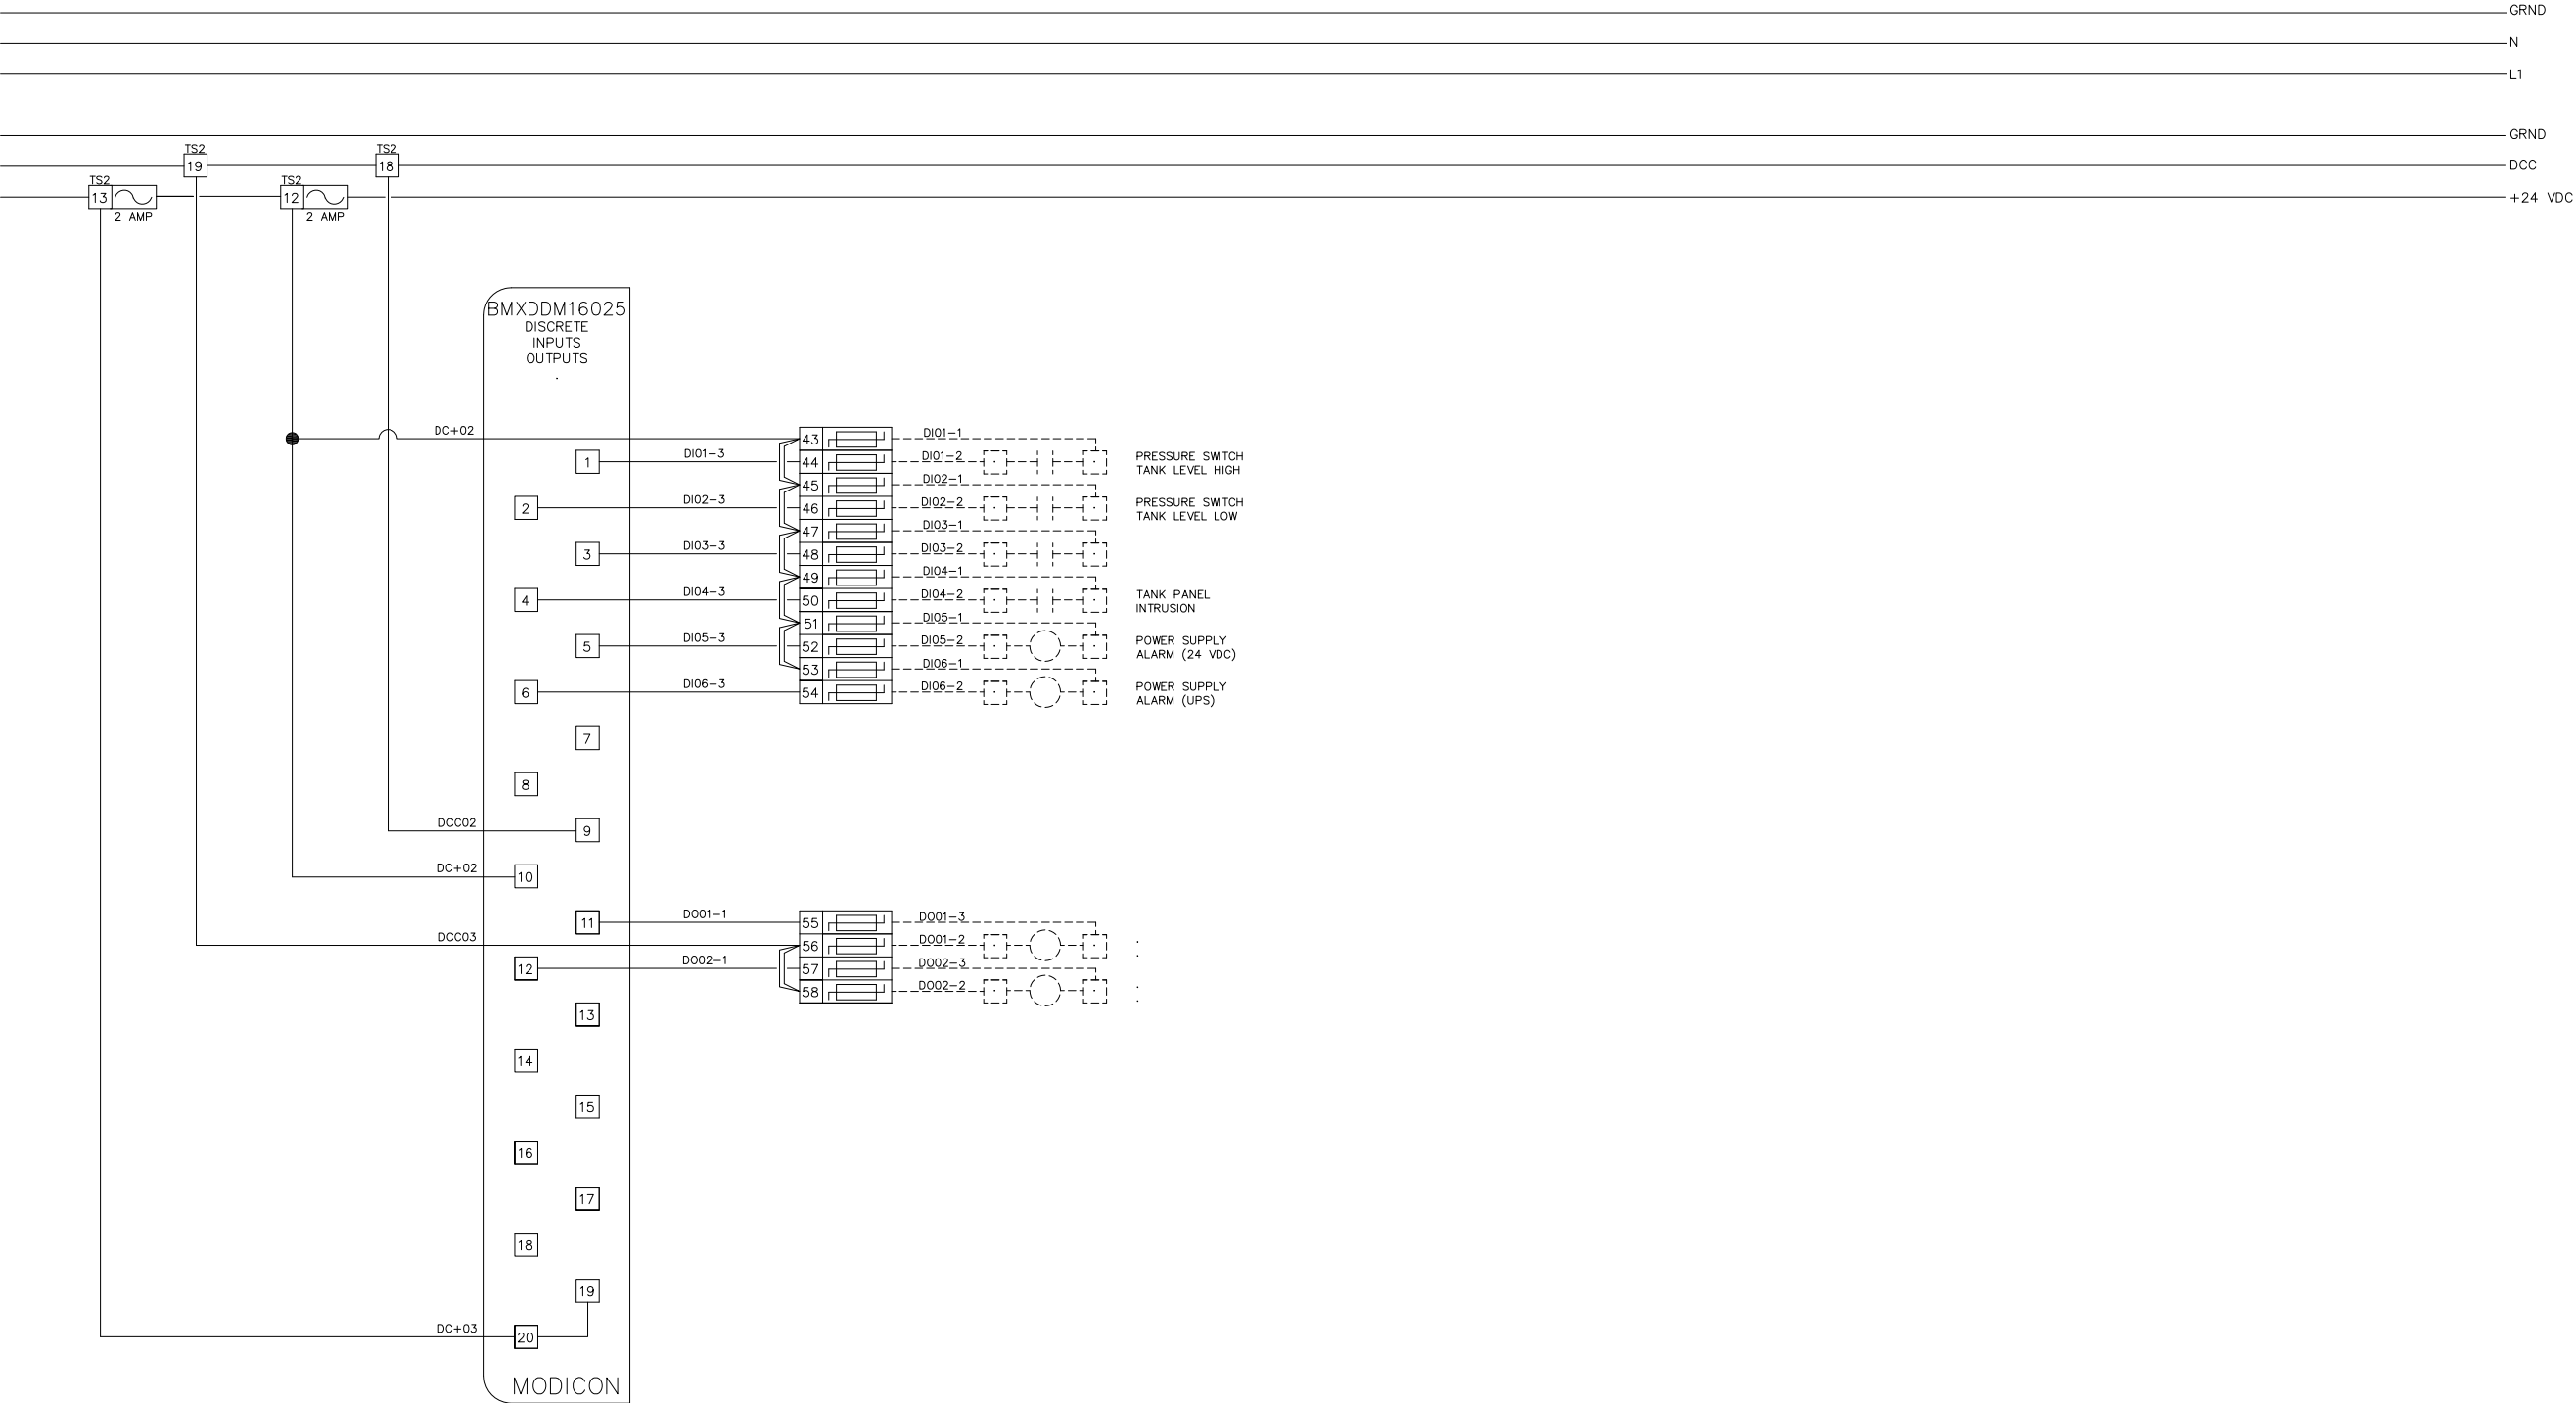 GRND
N
L1
GRND
DCC
+24 VDC
TS2
19
TS2
18
TS2
13
2 AMP
TS2
12
2 AMP
BMXDDM16025
DISCRETE
INPUTS
OUTPUTS
.
DC+02
43
DI01-1
1
DI01-3
44
DI01-2
PRESSURE SWITCH
TANK LEVEL HIGH
45
DI02-1
2
DI02-3
46
DI02-2
PRESSURE SWITCH
TANK LEVEL LOW
47
DI03-1
3
DI03-3
48
DI03-2
49
DI04-1
4
DI04-3
50
DI04-2
TANK PANEL
INTRUSION
51
DI05-1
5
DI05-3
52
DI05-2
POWER SUPPLY
ALARM (24 VDC)
53
DI06-1
6
DI06-3
54
DI06-2
POWER SUPPLY
ALARM (UPS)
7
8
DCC02
9
DC+02
10
11
DO01-1
55
DO01-3
DCC03
56
DO01-2
12
DO02-1
57
DO02-3
58
DO02-2
13
14
15
16
17
18
19
DC+03
20
MODICON